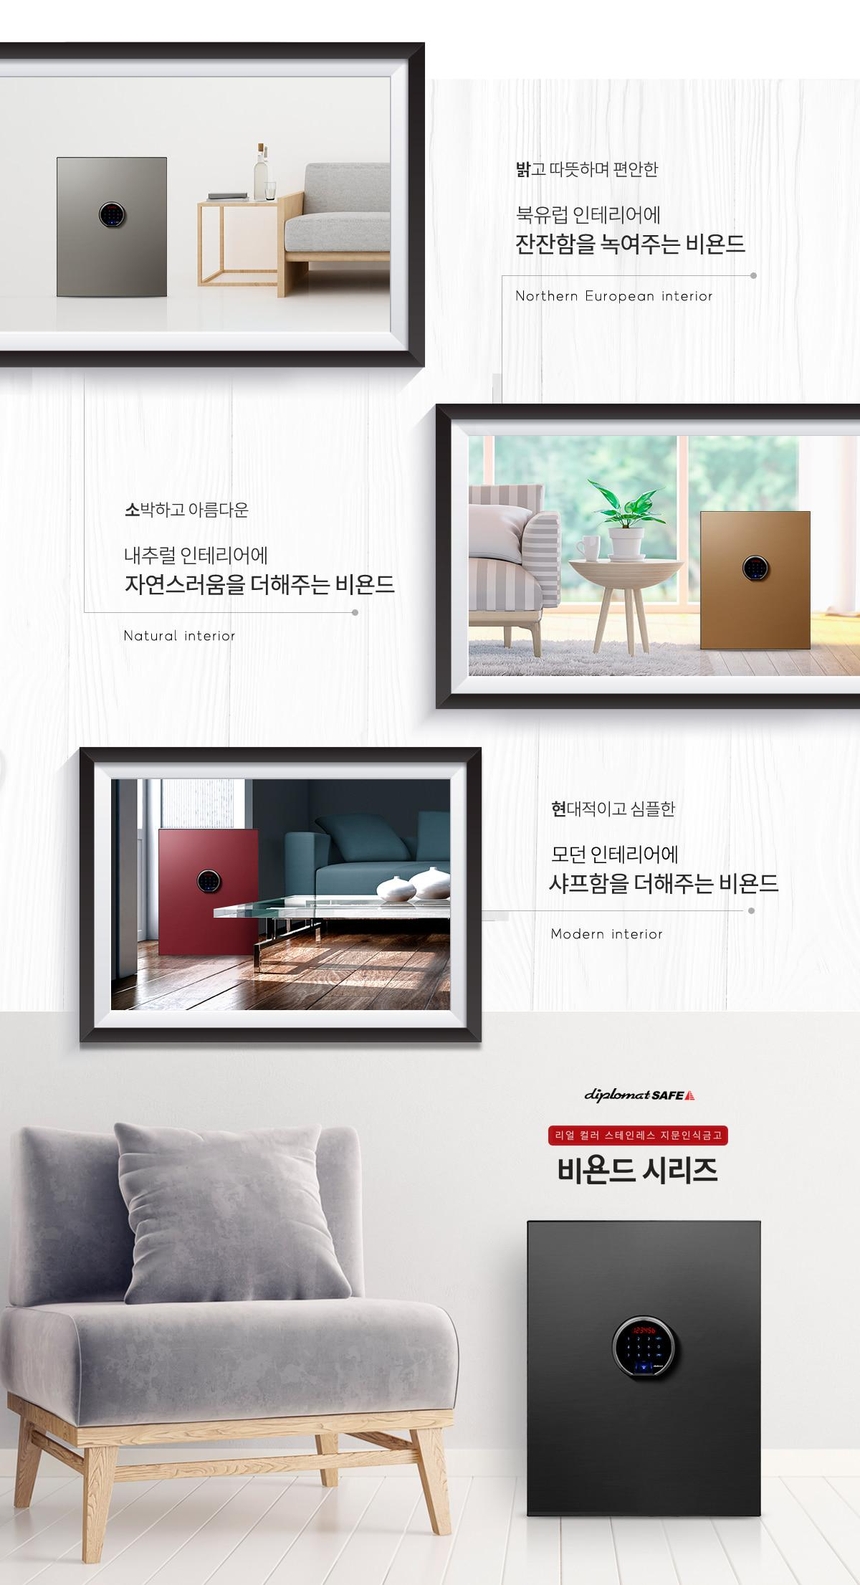 밝고 따뜻하며 편안한
북유럽 인테리어에
잔잔함을 녹여주는 비욘드
Northern European interior
소박하고 아름다운
내추럴 인테리어에
자연스러움을 더해주는 비욘드
Natural interior
현대적이고 심플한
모던 인테리어에
샤프함을 더해주는 비욘드
Modern interior
diplomat SAFE
리얼 컬러 스테인레스 지문인식금고
비욘드 시리즈
123456